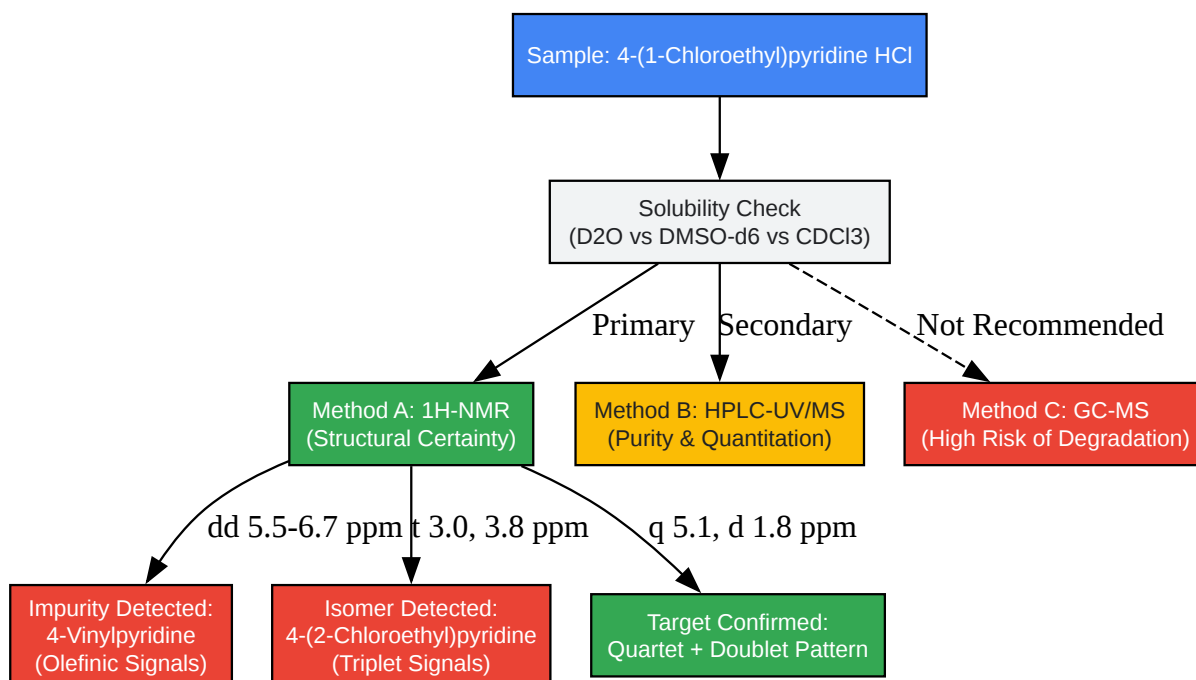 Sample: 4-(1-Chloroethyl)pyridine HCl
Solubility Check
(D2O vs DMSO-d6 vs CDCl3)
Primary
Secondary
Not Recommended
Method A: 1H-NMR
(Structural Certainty)
Method B: HPLC-UV/MS
(Purity & Quantitation)
Method C: GC-MS
(High Risk of Degradation)
dd 5.5-6.7 ppm
t 3.0, 3.8 ppm
q 5.1, d 1.8 ppm
Impurity Detected:
4-Vinylpyridine
(Olefinic Signals)
Isomer Detected:
4-(2-Chloroethyl)pyridine
(Triplet Signals)
Target Confirmed:
Quartet + Doublet Pattern